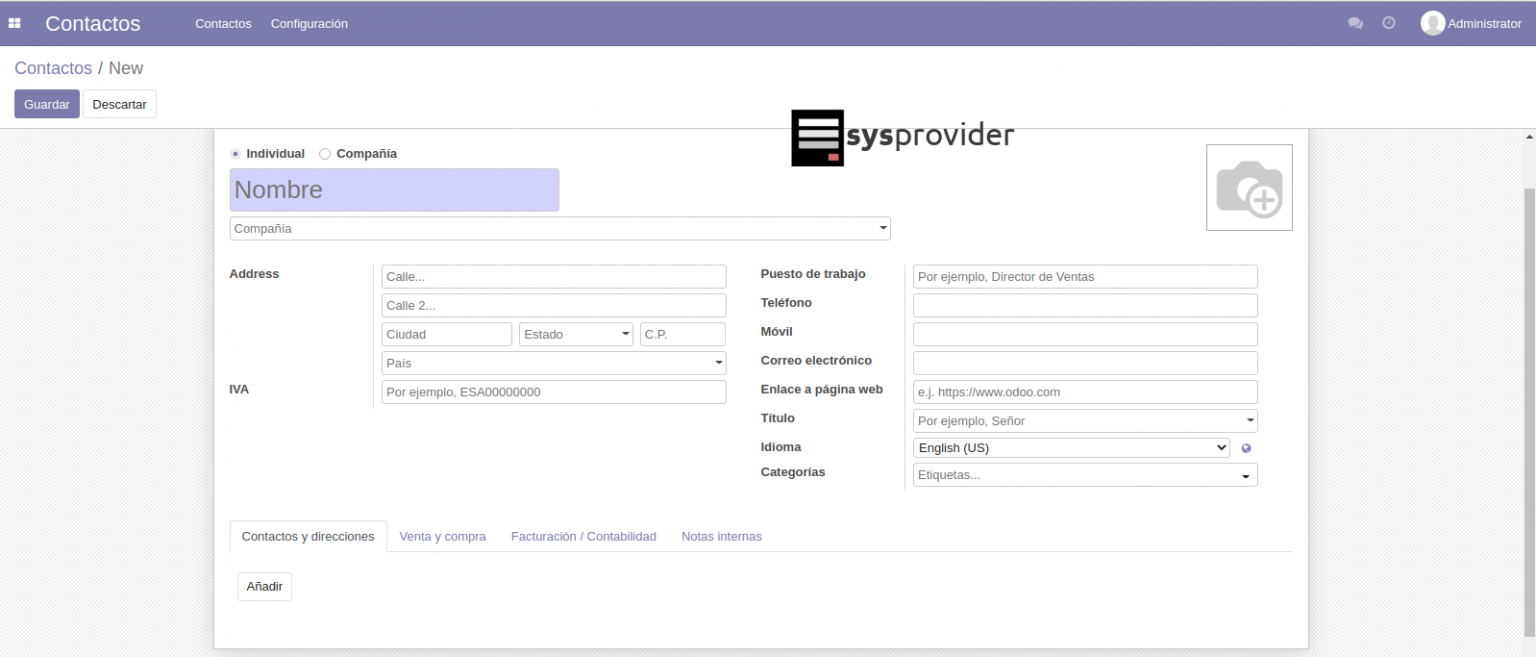 Contactos Contactos Configuración Administrator
Contactos / New
Guardar Descartar
sysprovider
Individual Compañía
Nombre
Compañía
Address
Calle...
Calle 2...
Ciudad Estado C.P.
País
IVA Por ejemplo, ESA00000000
Puesto de trabajo Por ejemplo, Director de Ventas
Teléfono
Móvil
Correo electrónico
Enlace a página web e.j. https://www.odoo.com
Título Por ejemplo, Señor
Idioma English (US)
Categorías Etiquetas...
Contactos y direcciones Venta y compra Facturación / Contabilidad Notas internas
Añadir